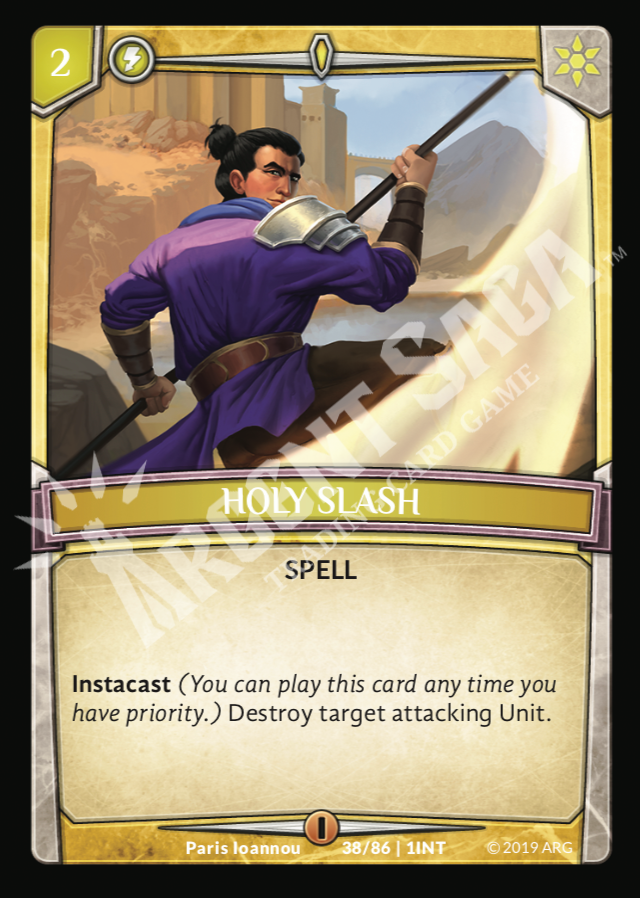 2
HOLY SLASH
SPELL
Instacast (You can play this card any time you
have priority.) Destroy target attacking Unit.
I
Paris Ioannou 38/86 | 1INT © 2019 ARG
ARGENT SAGA™
TRADING CARD GAME